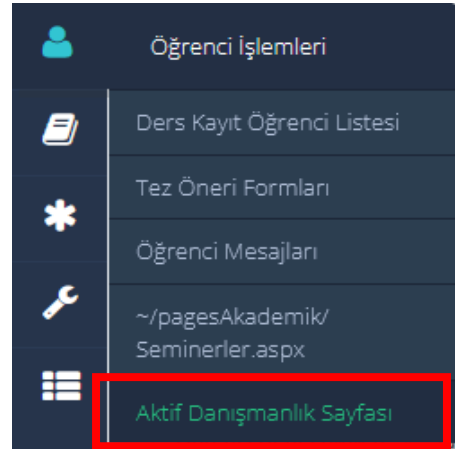 Öğrenci İşlemleri
Ders Kayıt Öğrenci Listesi
Tez Öneri Formları
Öğrenci Mesajları
~/pagesAkademik/
Seminerler.aspx
Aktif Danışmanlık Sayfası